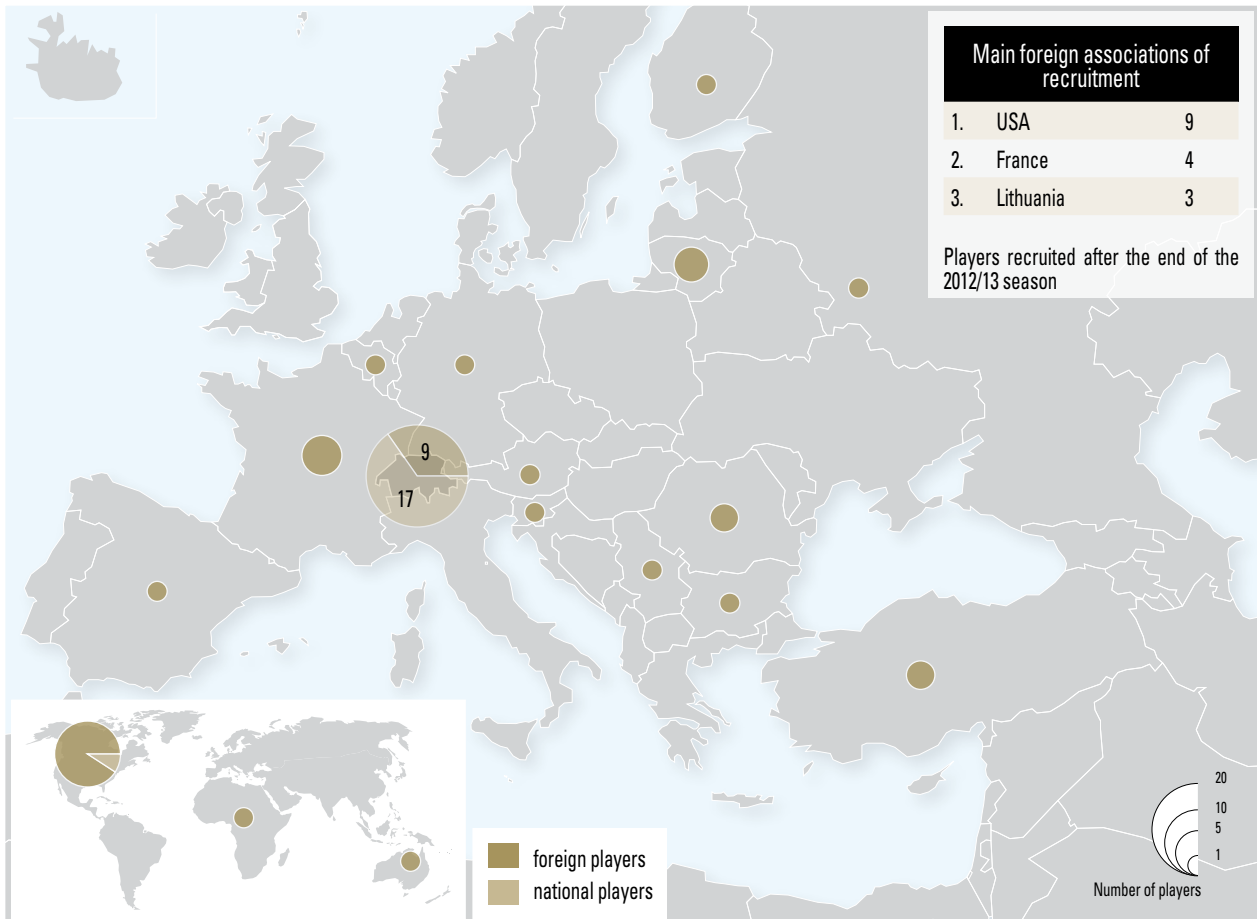 Main foreign associations of
recruitment
1. USA 9
2. France 4
3. Lithuania 3
Players recruited after the end of the
2012/13 season
9
17
foreign players
national players
20
10
5
1
Number of players